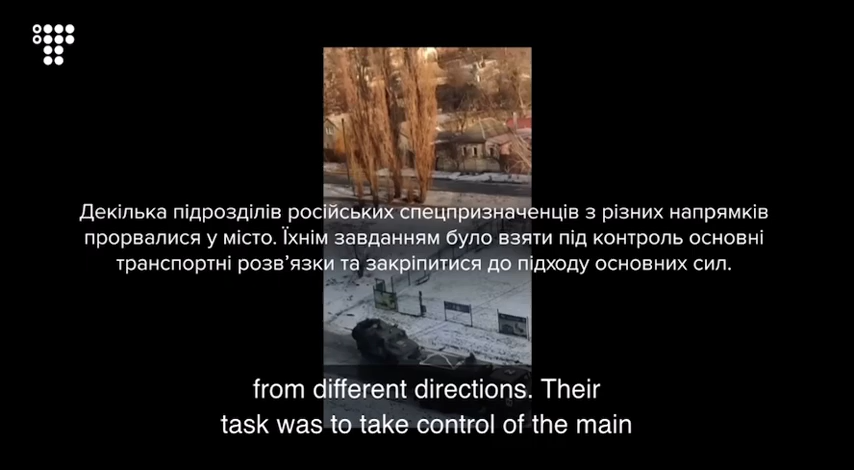 Декілька підрозділів російських спецпризначенців з різних напрямків
прорвалися у місто. Їхнім завданням було взяти під контроль основні
транспортні розв’язки та закріпитися до підходу основних сил.
from different directions. Their
task was to take control of the main